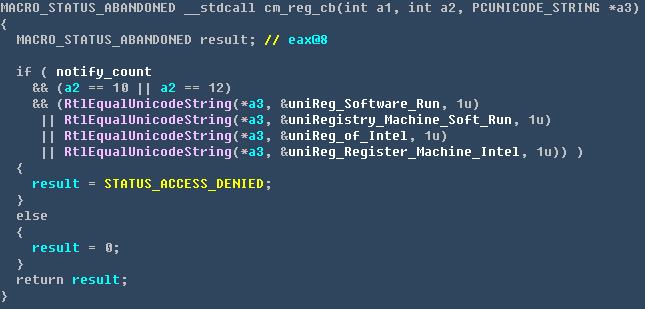 MACRO_STATUS_ABANDONED __stdcall cm_reg_cb(int a1, int a2, PCUNICODE_STRING *a3)
{
  MACRO_STATUS_ABANDONED result; // eax@8

  if ( notify_count
    && (a2 == 10 || a2 == 12)
    && (RtlEqualUnicodeString(*a3, &uniReg_Software_Run, 1u)
     || RtlEqualUnicodeString(*a3, &uniRegistry_Machine_Soft_Run, 1u)
     || RtlEqualUnicodeString(*a3, &uniReg_of_Intel, 1u)
     || RtlEqualUnicodeString(*a3, &uniReg_Register_Machine_Intel, 1u)) )
  {
    result = STATUS_ACCESS_DENIED;
  }
  else
  {
    result = 0;
  }
  return result;
}